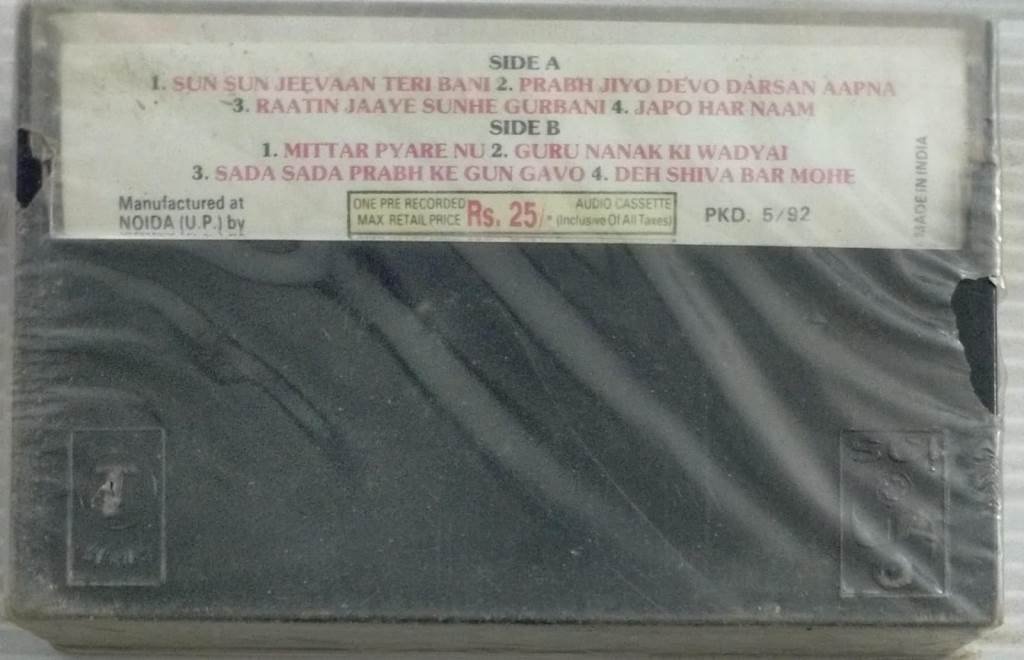 SIDE A
1. SUN SUN JEEVAAN TERI BANI 2. PRABH JIYO DEVO DARSAN AAPNA
3. RAATIN JAAYE SUNHE GURBANI 4. JAPO HAR NAAM
SIDE B
1. MITTAR PYARE NU 2. GURU NANAK KI WADYAI
3. SADA SADA PRABH KE GUN GAVO 4. DEH SHIVA BAR MOHE
Manufactured at
NOIDA (U.P.) by
ONE PRE RECORDED AUDIO CASSETTE
MAX RETAIL PRICE Rs. 25/- (Inclusive Of All Taxes)
PKD. 5/92
MADE IN INDIA